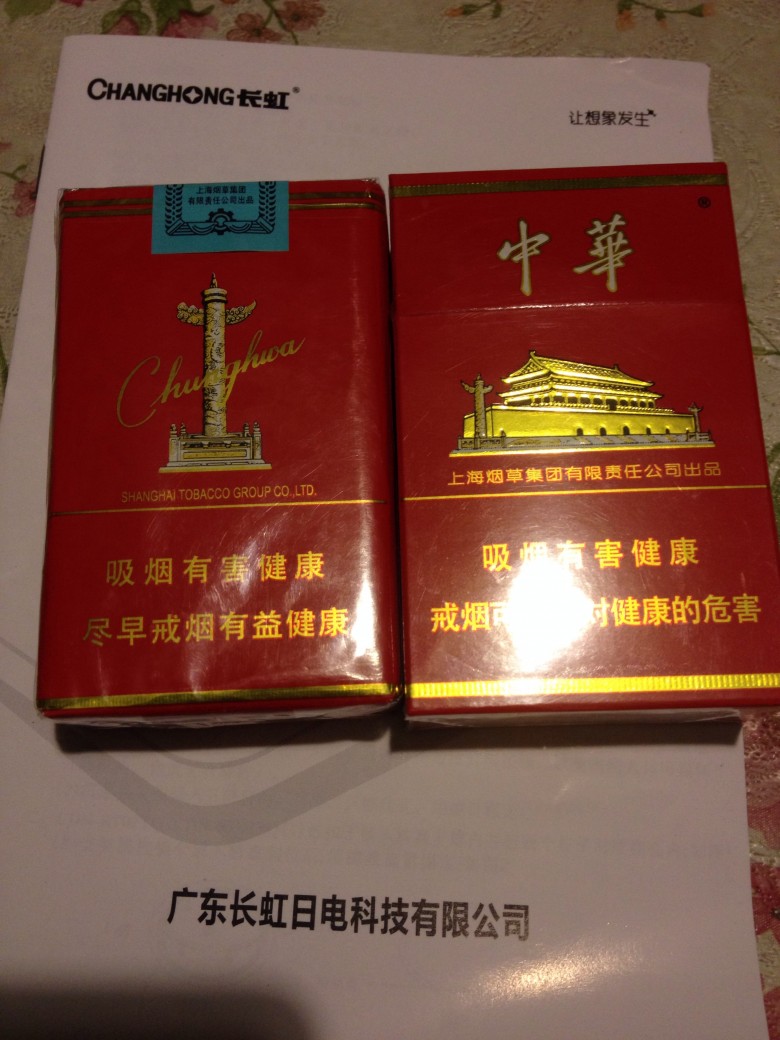 CHANGHONG长虹®
让想象发生
上海烟草集团
有限责任公司出品
Chunghwa
SHANGHAI TOBACCO GROUP CO.,LTD.
吸烟有害健康
尽早戒烟有益健康
中華®
上海烟草集团有限责任公司出品
吸烟有害健康
戒烟可 对健康的危害
广东长虹日电科技有限公司